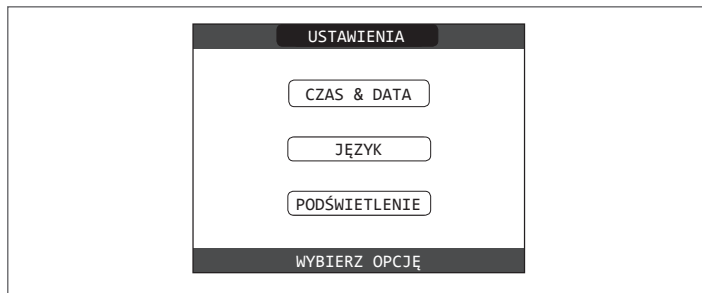 USTAWIENIA
CZAS & DATA
JĘZYK
PODŚWIETLENIE
WYBIERZ OPCJĘ